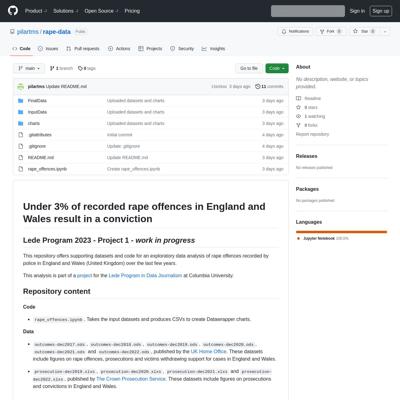 Product Solutions Open Source Pricing Sign in Sign up
pilartms / rape-data Public Notifications Fork 0 Star 0
Code Issues Pull requests Actions Projects Security Insights
main 1 branch 0 tags Go to file Code
pilartms Update README.md 3 days ago 11 commits
FinalData Uploaded datasets and charts 3 days ago
InputData Uploaded datasets and charts 3 days ago
charts Uploaded datasets and charts 3 days ago
.gitattributes Initial commit 4 days ago
.gitignore Update .gitignore 4 days ago
README.md Update README.md 3 days ago
rape_offences.ipynb Create rape_offences.ipynb 3 days ago
Under 3% of recorded rape offences in England and
Wales result in a conviction
Lede Program 2023 - Project 1 - work in progress
This repository offers supporting datasets and code for an exploratory data analysis of rape offences recorded by
police in England and Wales (United Kingdom) over the last few years.
This analysis is part of a project for the Lede Program in Data Journalism at Columbia University.
Repository content
Code
rape_offences.ipynb , Takes the input datasets and produces CSVs to create Datawrapper charts.
Data
outcomes-dec2017.ods , outcomes-dec2018.ods , outcomes-dec2019.ods , outcomes-dec2020.ods ,
outcomes-dec2021.ods and outcomes-dec2022.ods , published by the UK Home Office. These datasets
include figures on rape offences, prosecutions and victims withdrawing support for cases in England and Wales.
prosecution-dec2019.xlsx , prosecution-dec2020.xlsx , prosecution-dec2021.xlsx and prosecution-
dec2022.xlsx , published by The Crown Prosecution Service. These datasets include figures on prosecutions
and convictions in England and Wales.
About
No description, website, or topics
provided.
Readme
0 stars
1 watching
0 forks
Report repository
Releases
No releases published
Packages
No packages published
Languages
Jupyter Notebook 100.0%